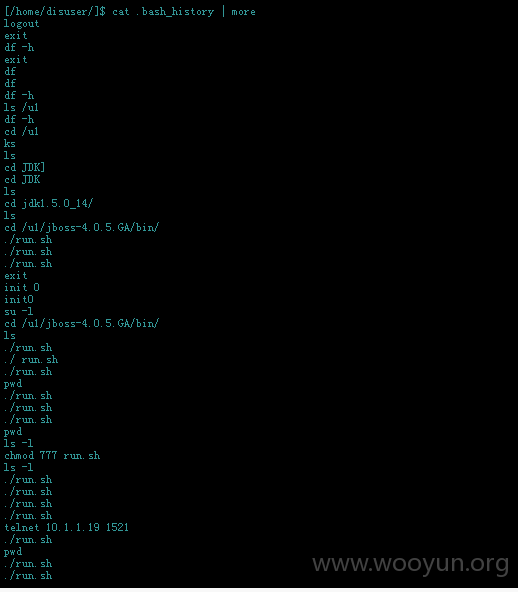 [/home/disuser/]$ cat .bash_history | more
logout
exit
df -h
exit
df
df
df -h
ls /u1
df -h
cd /u1
ks
ls
cd JDK]
cd JDK
ls
cd jdk1.5.0_14/
ls
cd /u1/jboss-4.0.5.GA/bin/
./run.sh
./run.sh
./run.sh
exit
init 0
init0
su -l
cd /u1/jboss-4.0.5.GA/bin/
ls
./run.sh
./ run.sh
./run.sh
pwd
./run.sh
./run.sh
./run.sh
pwd
ls -l
chmod 777 run.sh
ls -l
./run.sh
./run.sh
./run.sh
./run.sh
telnet 10.1.1.19 1521
./run.sh
pwd
./run.sh
./run.sh
www.wooyun.org